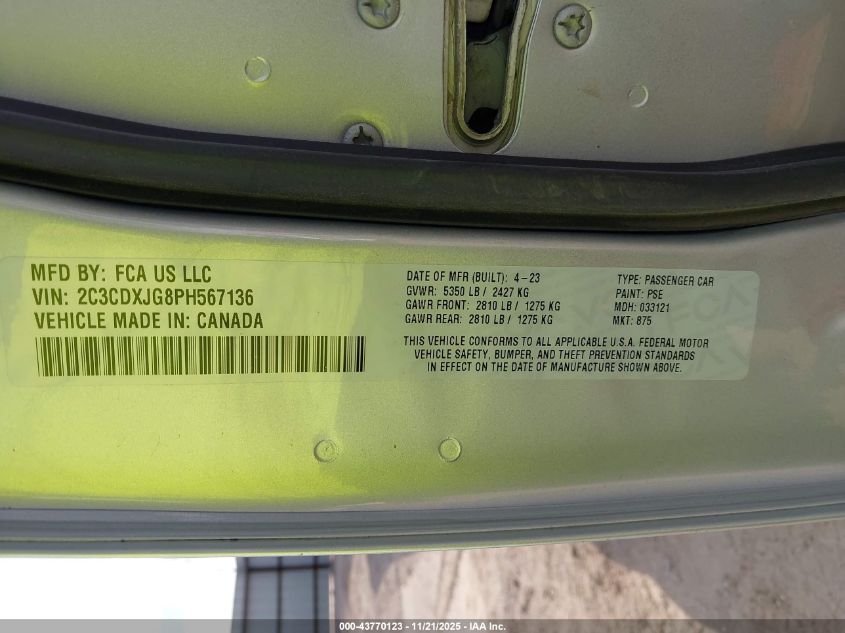 MFD BY: FCA US LLC
VIN: 2C3CDXJG8PH567136
VEHICLE MADE IN: CANADA
DATE OF MFR (BUILT): 4-23
GVWR: 5350 LB / 2427 KG
GAWR FRONT: 2810 LB / 1275 KG
GAWR REAR: 2810 LB / 1275 KG
TYPE: PASSENGER CAR
PAINT: PSE
MDH: 033121
MKT: 875
THIS VEHICLE CONFORMS TO ALL APPLICABLE U.S.A. FEDERAL MOTOR
VEHICLE SAFETY, BUMPER, AND THEFT PREVENTION STANDARDS
IN EFFECT ON THE DATE OF MANUFACTURE SHOWN ABOVE.
000-43770123 — 11/21/2025 — IAA Inc.